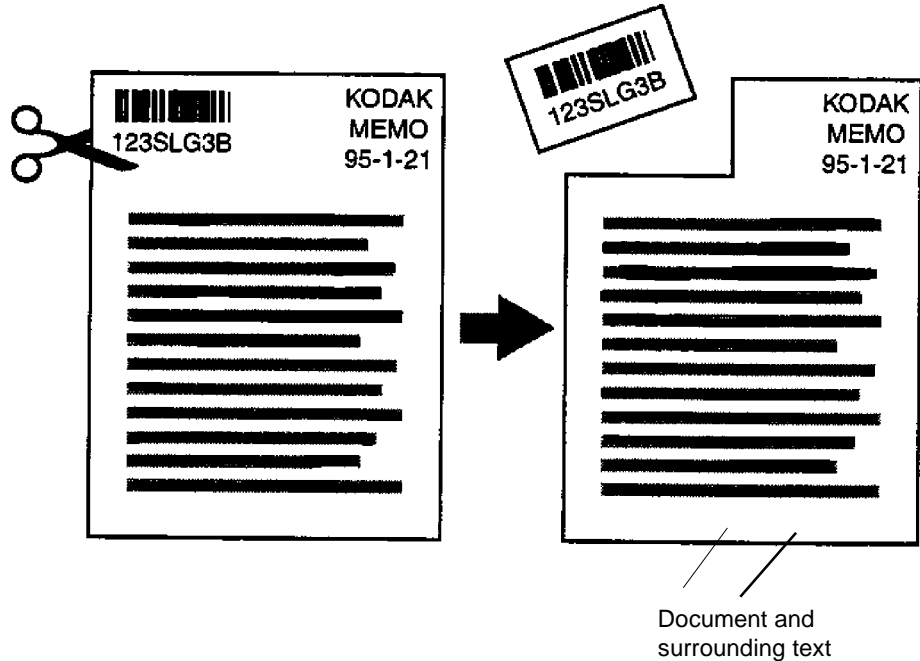 123SLG3B
KODAK
MEMO
95-1-21
123SLG3B
KODAK
MEMO
95-1-21
Document and
surrounding text